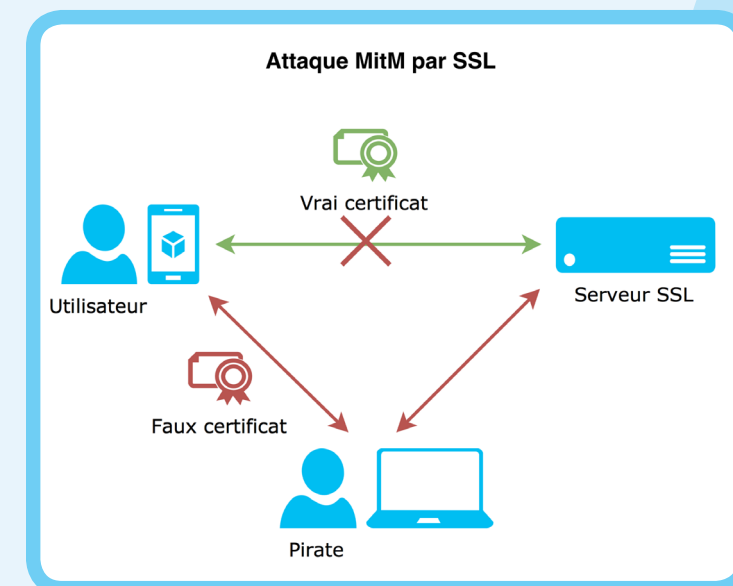 Attaque MitM par SSL
Vrai certificat
Utilisateur
Serveur SSL
Faux certificat
Pirate